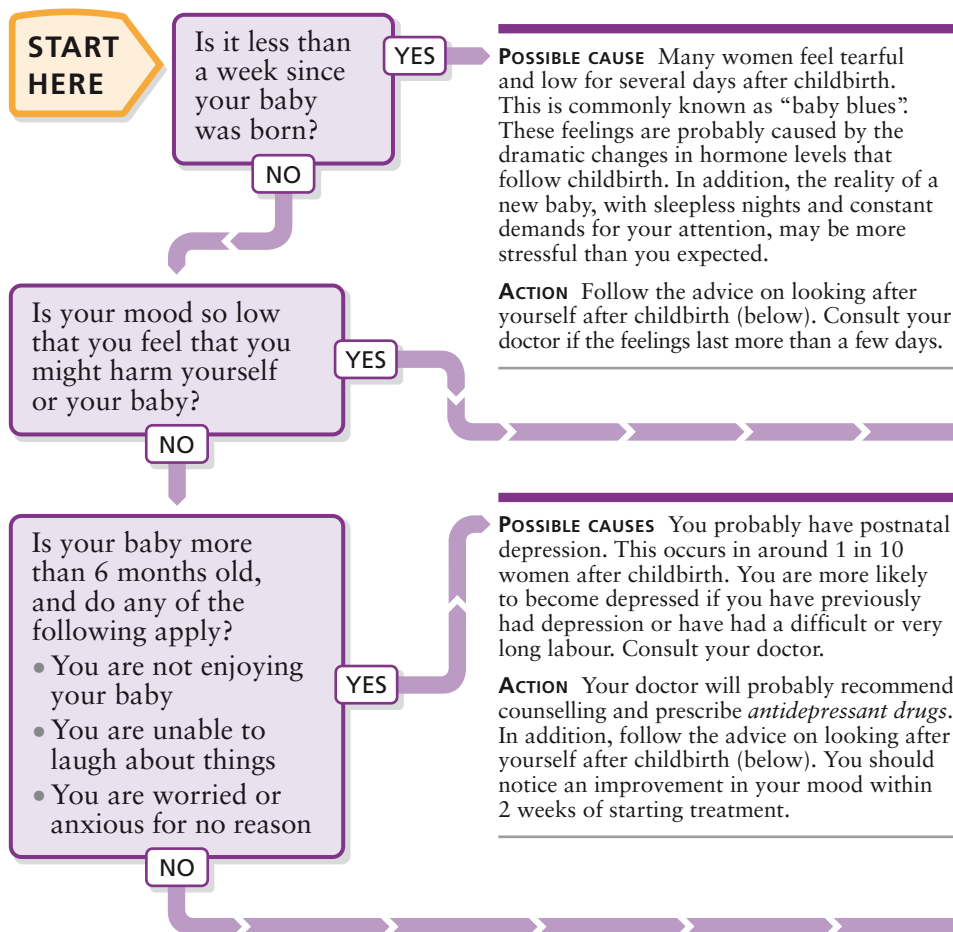 START
HERE
Is it less than
a week since
your baby
was born?
YES
NO
POSSIBLE CAUSE Many women feel tearful
and low for several days after childbirth.
This is commonly known as “baby blues”.
These feelings are probably caused by the
dramatic changes in hormone levels that
follow childbirth. In addition, the reality of a
new baby, with sleepless nights and constant
demands for your attention, may be more
stressful than you expected.
ACTION Follow the advice on looking after
yourself after childbirth (below). Consult your
doctor if the feelings last more than a few days.
Is your mood so low
that you feel that you
might harm yourself
or your baby?
YES
NO
Is your baby more
than 6 months old,
and do any of the
following apply?
• You are not enjoying
your baby
• You are unable to
laugh about things
• You are worried or
anxious for no reason
YES
NO
POSSIBLE CAUSES You probably have postnatal
depression. This occurs in around 1 in 10
women after childbirth. You are more likely
to become depressed if you have previously
had depression or have had a difficult or very
long labour. Consult your doctor.
ACTION Your doctor will probably recommend
counselling and prescribe antidepressant drugs.
In addition, follow the advice on looking after
yourself after childbirth (below). You should
notice an improvement in your mood within
2 weeks of starting treatment.